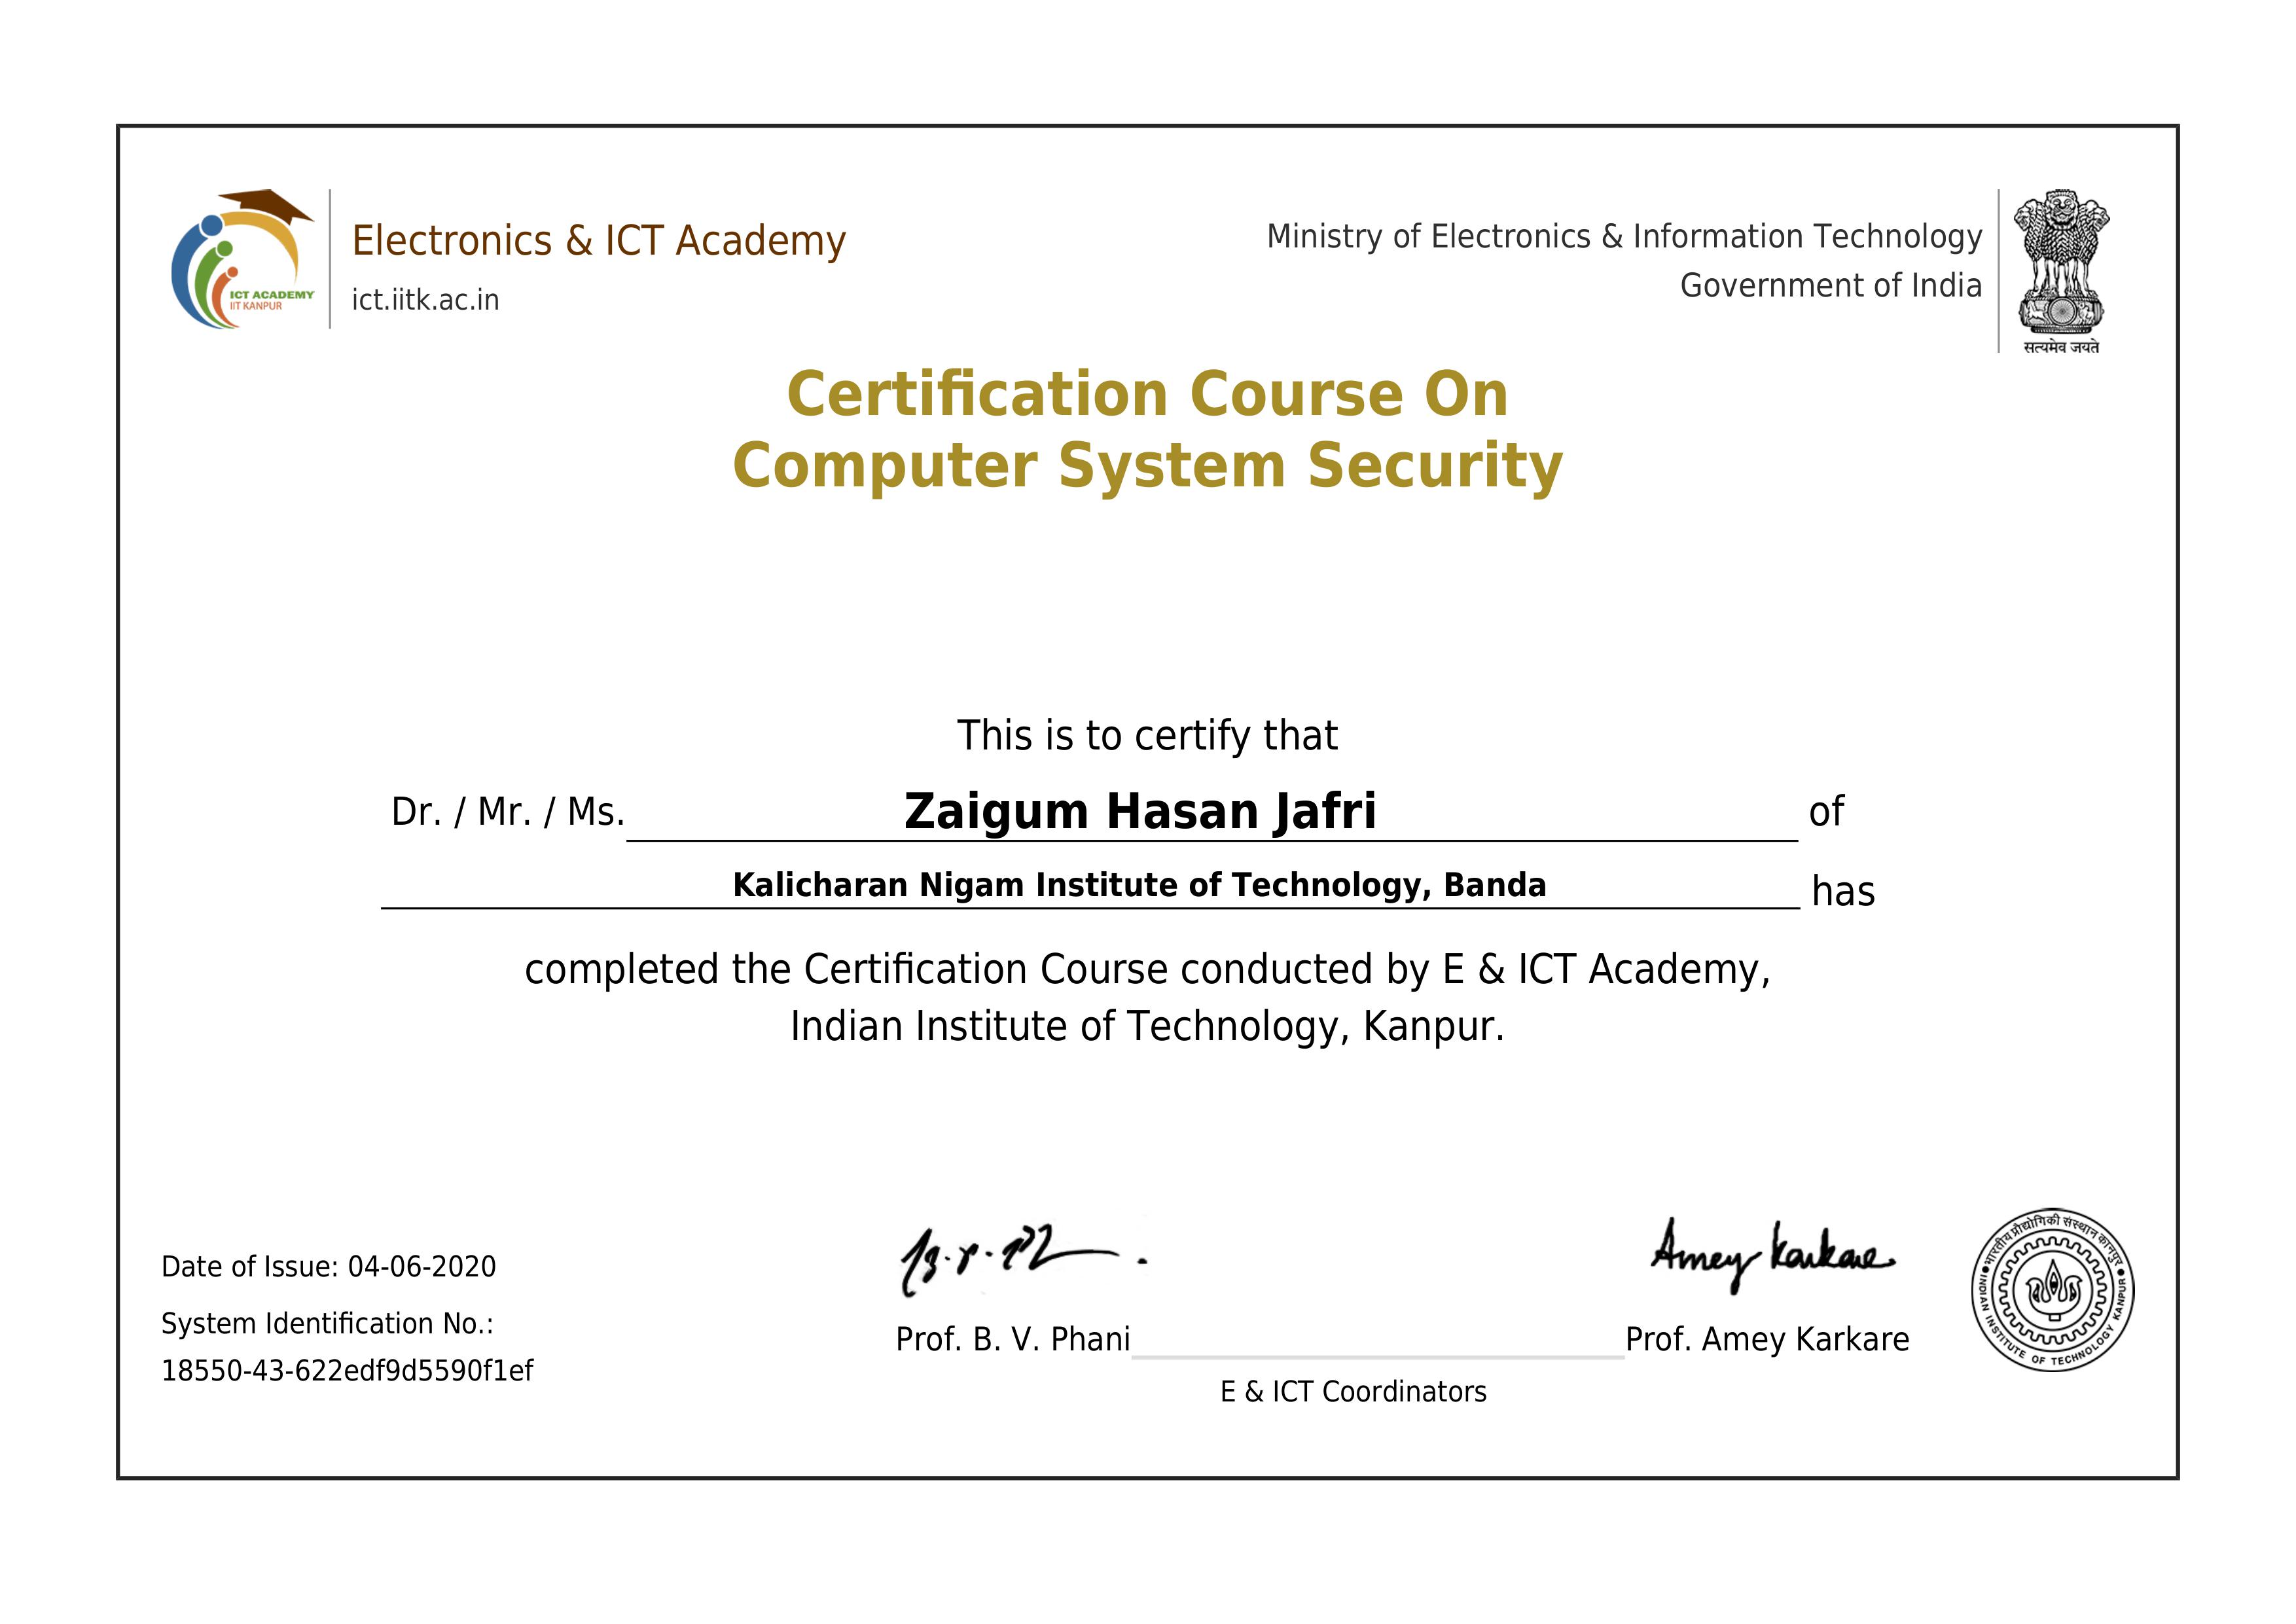 ICT ACADEMY
IIT KANPUR
Electronics & ICT Academy
ict.iitk.ac.in
Ministry of Electronics & Information Technology
Government of India
सत्यमेव जयते
Certification Course On
Computer System Security
This is to certify that
Dr. / Mr. / Ms. Zaigum Hasan Jafri of
Kalicharan Nigam Institute of Technology, Banda has
completed the Certification Course conducted by E & ICT Academy,
Indian Institute of Technology, Kanpur.
Date of Issue: 04-06-2020
System Identification No.:
18550-43-622edf9d5590f1ef
Amey Karkare
Prof. B. V. Phani
Prof. Amey Karkare
E & ICT Coordinators
भारतीय प्रौद्योगिकी संस्थान कानपुर
INDIAN INSTITUTE OF TECHNOLOGY KANPUR